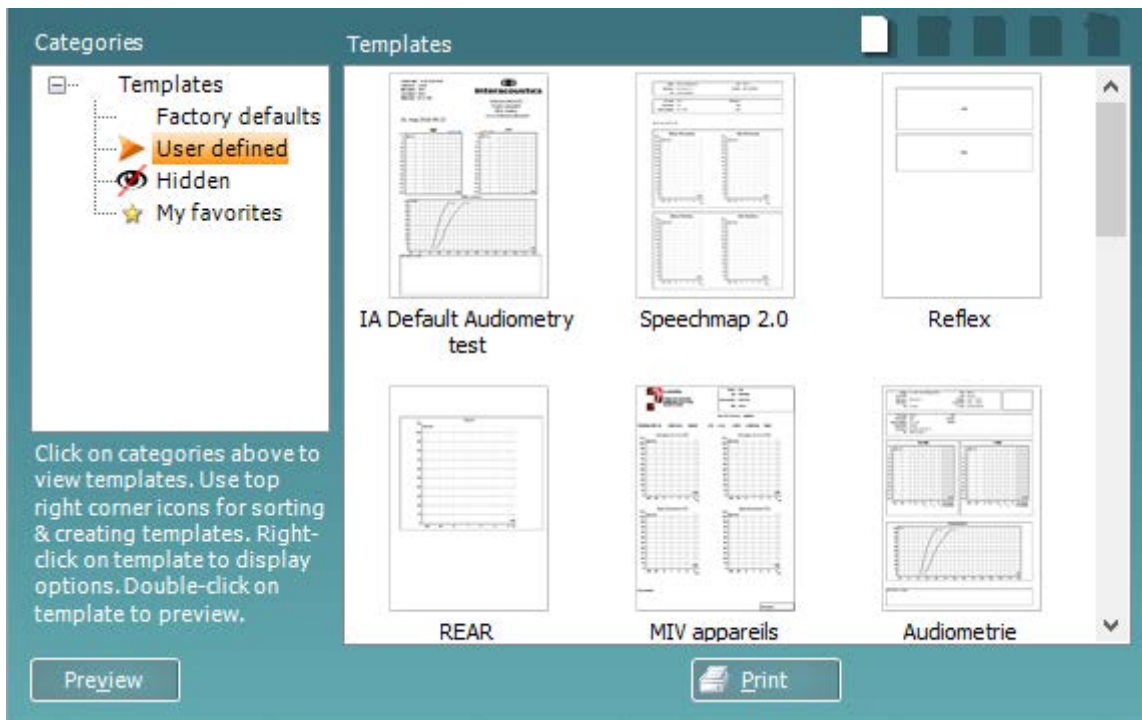 Categories
Templates
Templates
Factory defaults
User defined
Hidden
My favorites
Click on categories above to
view templates. Use top
right corner icons for sorting
& creating templates. Right-
click on template to display
options. Double-click on
template to preview.
Interacoustics
IA Default Audiometry
test
Speechmap 2.0
Reflex
REAR
MIV appareils
Audiometrie
Preview
Print